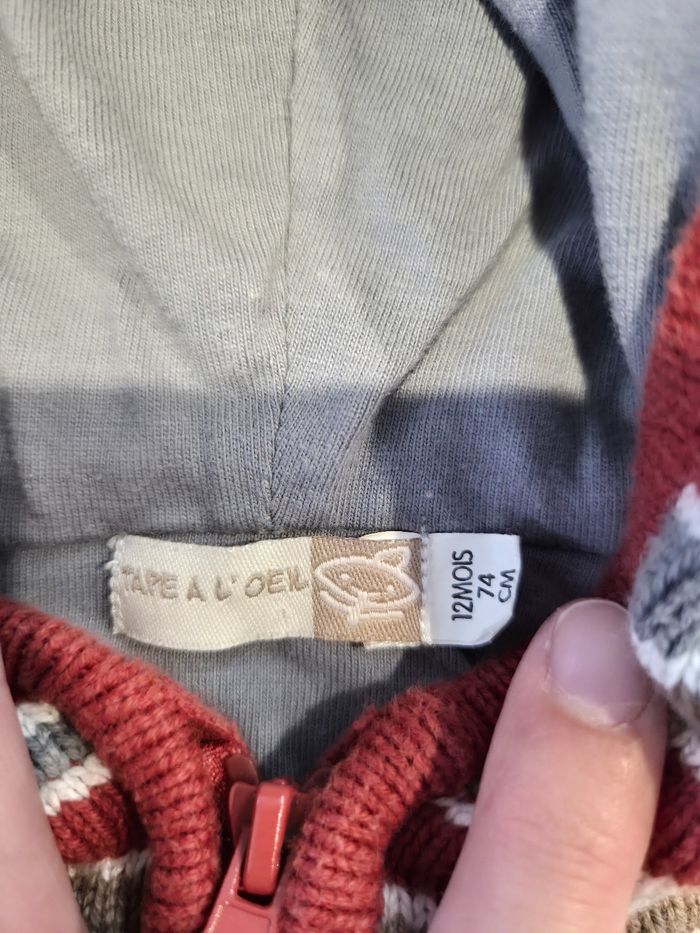 TAPE A L'OEIL
12MOIS
74
CM